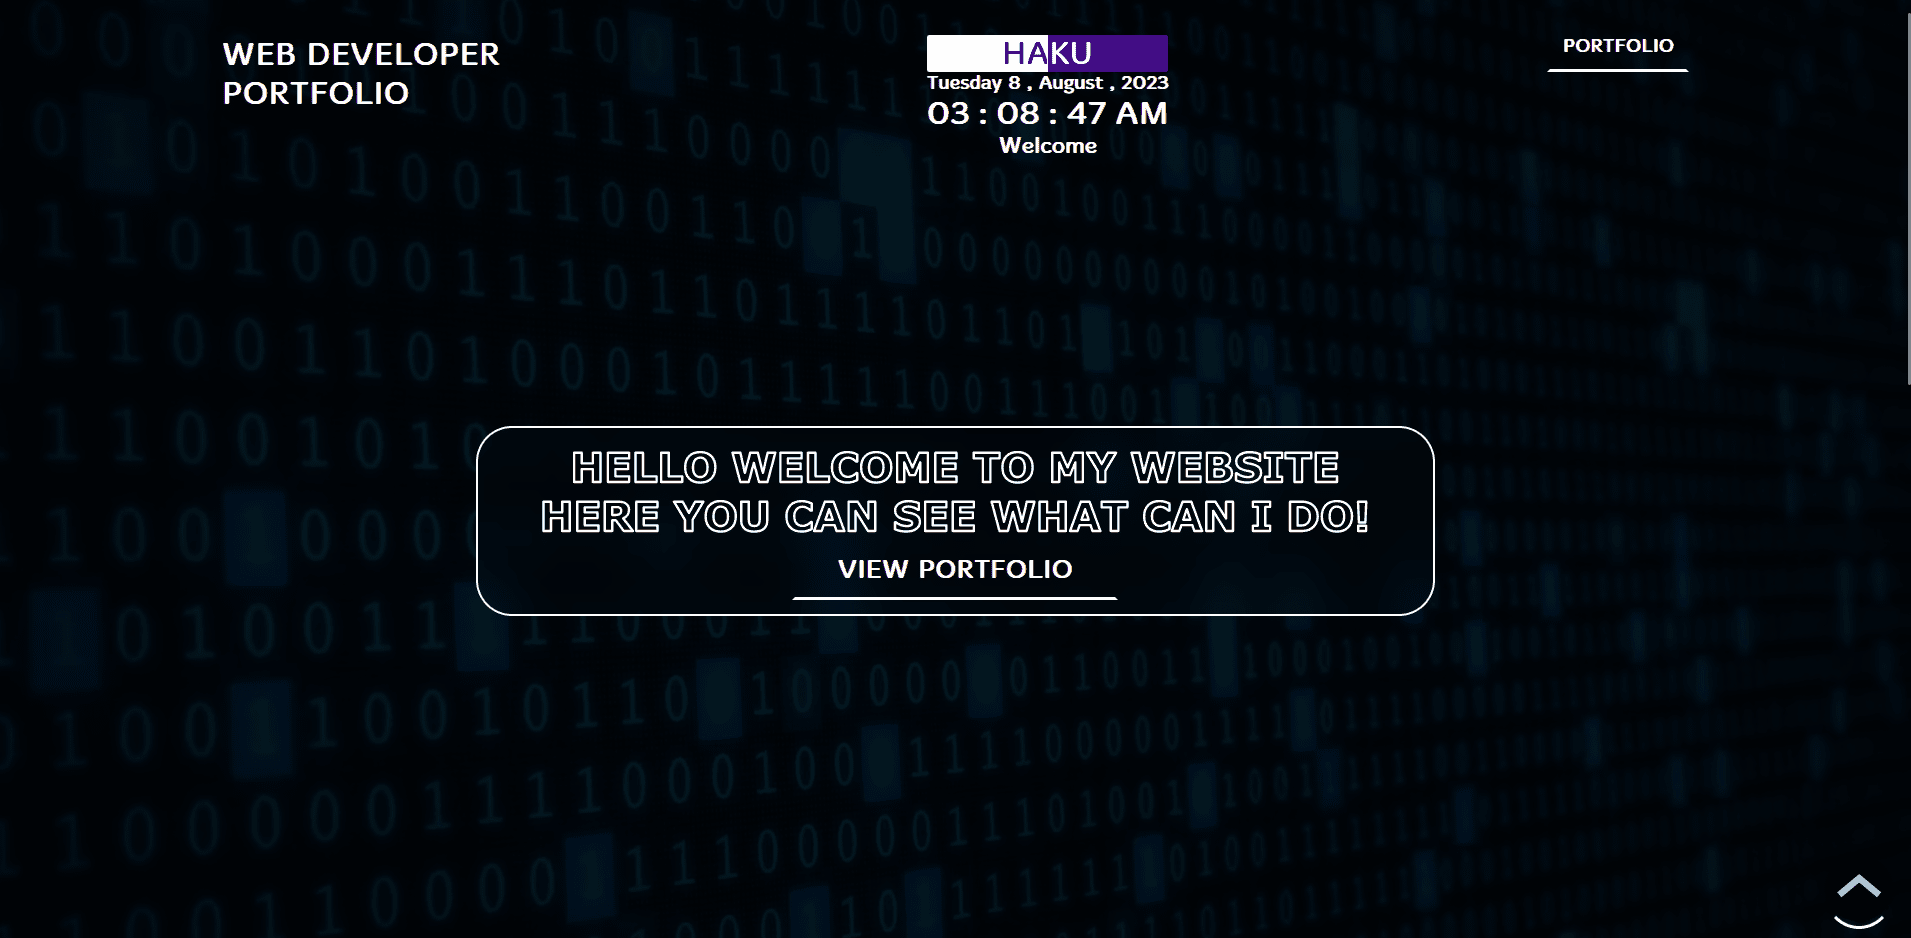 WEB DEVELOPER
PORTFOLIO
HAKU
Tuesday 8 , August , 2023
03 : 08 : 47 AM
Welcome
PORTFOLIO
HELLO WELCOME TO MY WEBSITE
HERE YOU CAN SEE WHAT CAN I DO!
VIEW PORTFOLIO